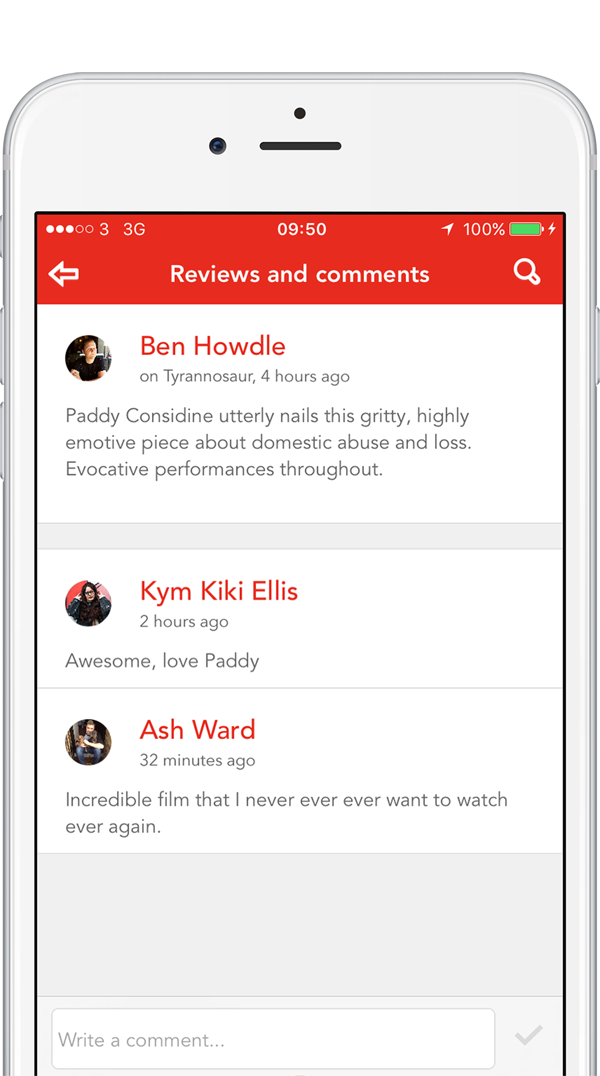 3 3G 09:50 100%
Reviews and comments
Ben Howdle
on Tyrannosaur, 4 hours ago
Paddy Considine utterly nails this gritty, highly
emotive piece about domestic abuse and loss.
Evocative performances throughout.
Kym Kiki Ellis
2 hours ago
Awesome, love Paddy
Ash Ward
32 minutes ago
Incredible film that I never ever ever want to watch
ever again.
Write a comment...